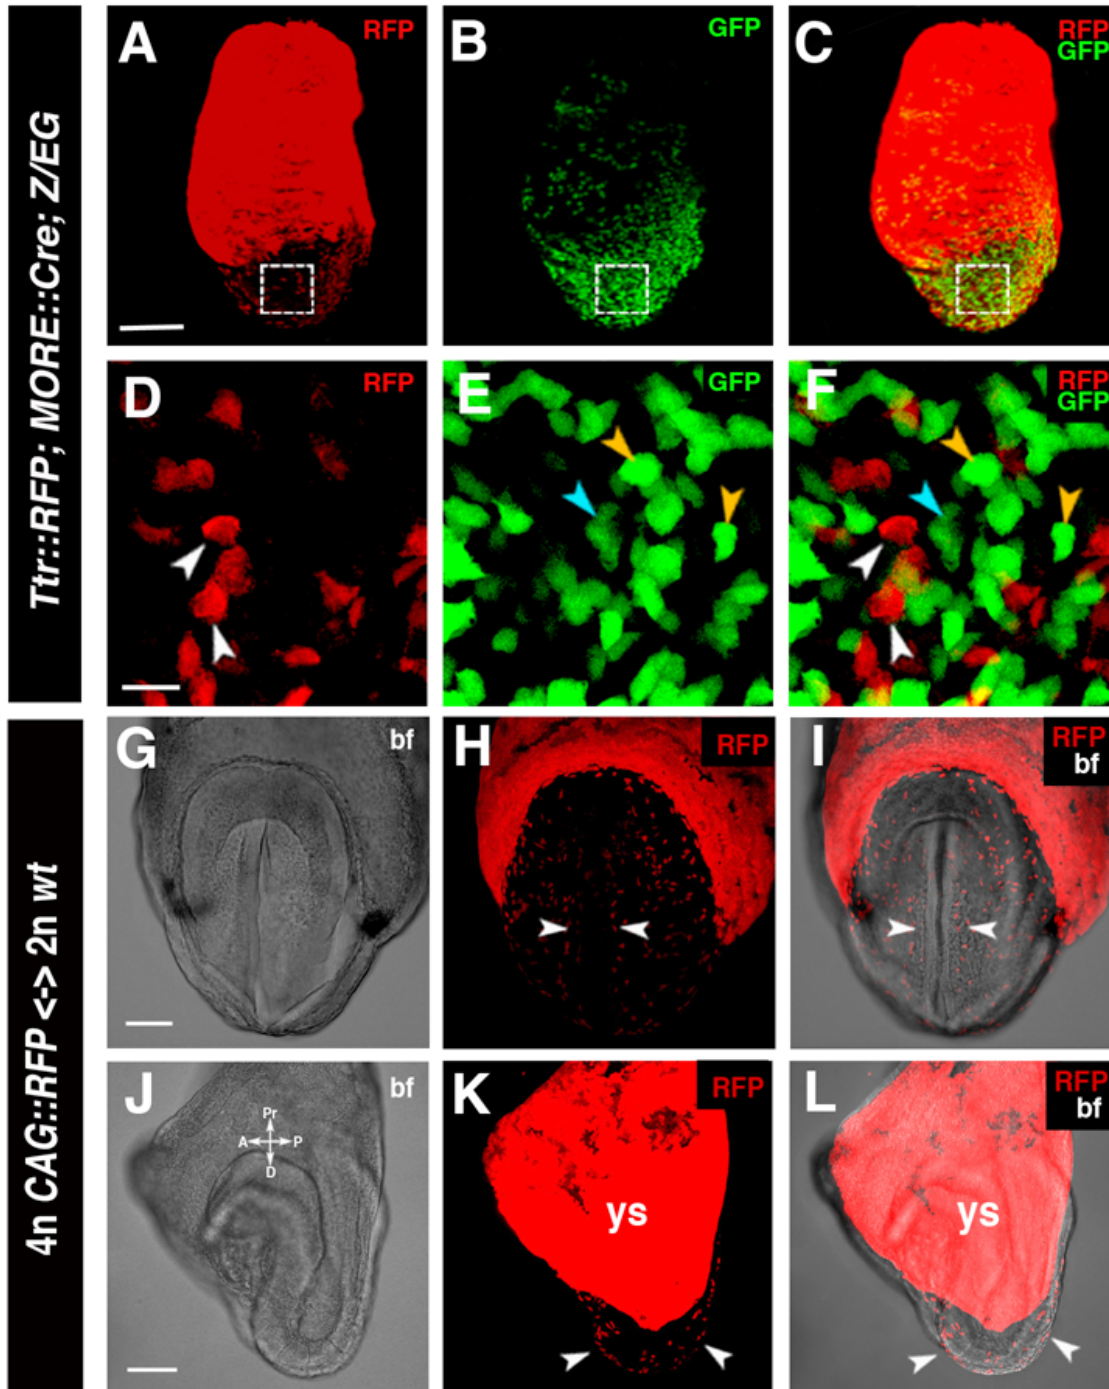 Ttr::RFP; MORE::Cre; Z/EG
A
RFP
B
GFP
C
RFP
GFP
D
RFP
E
GFP
F
RFP
GFP
4n CAG::RFP <-> 2n wt
G
bf
H
RFP
I
RFP
bf
J
bf
Pr
A
P
D
K
RFP
ys
L
RFP
bf
ys